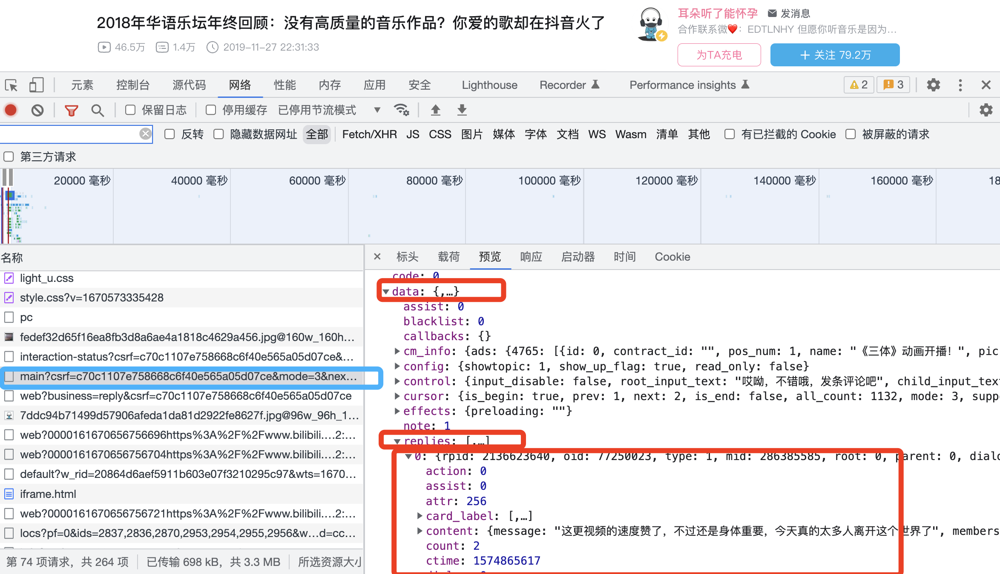 2018年华语乐坛年终回顾：没有高质量的音乐作品？你爱的歌却在抖音火了
46.5万 1.4万 2019-11-27 22:31:33
耳朵听了能怀孕 发消息
合作联系微❤️：EDTLNHY 但愿你听音乐是因为...
为TA充电 + 关注 79.2万
元素 控制台 源代码 网络 性能 内存 应用 安全 Lighthouse Recorder Performance insights 2 3
保留日志 停用缓存 已停用节流模式
反转 隐藏数据网址 全部 Fetch/XHR JS CSS 图片 媒体 字体 文档 WS Wasm 清单 其他 有已拦截的 Cookie 被屏蔽的请求
第三方请求
20000 毫秒 40000 毫秒 60000 毫秒 80000 毫秒 100000 毫秒 120000 毫秒 140000 毫秒 160000 毫秒 18
名称
light_u.css
style.css?v=1670573335428
pc
fedef32d65f16ea8fb3d8a6ae4a1818c4629a456.jpg@160w_160h...
interaction-status?csrf=c70c1107e758668c6f40e565a05d07ce&...
main?csrf=c70c1107e758668c6f40e565a05d07ce&mode=3&nex...
web?business=reply&csrf=c70c1107e758668c6f40e565a05d07ce
7ddc94b71499d57906afeda1da81d2922fe8627f.jpg@96w_96h_1...
web?0000161670656756696https%3A%2F%2Fwww.bilibili....2:...
web?0000161670656756704https%3A%2F%2Fwww.bilibili....2:...
default?w_rid=20864d6aef5911b603e07f3210295c97&wts=1670...
iframe.html
web?0000161670656756721https%3A%2F%2Fwww.bilibili....2:...
locs?pf=0&ids=2837,2836,2870,2953,2954,2955,2956&w...d=cc...
第 74 项请求，共 264 项 已传输 698 kB，共 3.3 MB 所选资源大小
标头 载荷 预览 响应 启动器 时间 Cookie
code: 0
data: {,…}
assist: 0
blacklist: 0
callbacks: {}
cm_info: {ads: {4765: [{id: 0, contract_id: "", pos_num: 1, name: "《三体》动画开播！", pic
config: {showtopic: 1, show_up_flag: true, read_only: false}
control: {input_disable: false, root_input_text: "哎呦，不错哦，发条评论吧", child_input_tex
cursor: {is_begin: true, prev: 1, next: 2, is_end: false, all_count: 1132, mode: 3, supp
effects: {preloading: ""}
note: 1
replies: [,…]
0: {rpid: 2136623640, oid: 77250023, type: 1, mid: 286385585, root: 0, parent: 0, dialo
action: 0
assist: 0
attr: 256
card_label: [,…]
content: {message: "这更视频的速度赞了，不过还是身体重要，今天真的太多人离开这个世界了", members
count: 2
ctime: 1574865617